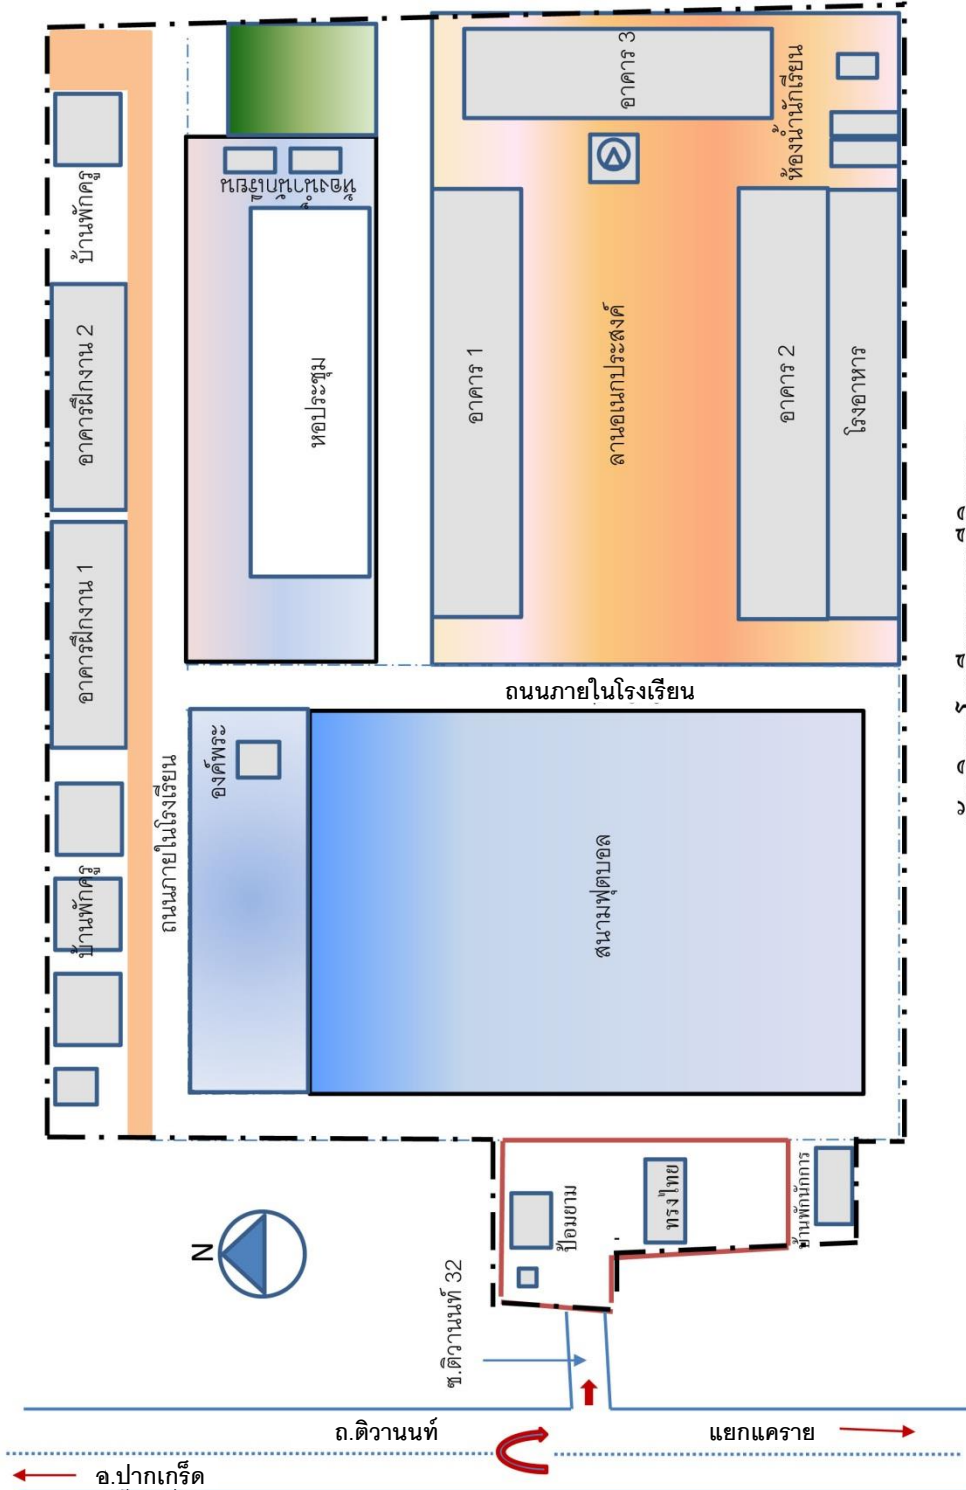 บ้านพักครู
อาคารฝึกงาน 2
อาคารฝึกงาน 1
บ้านพักครู
ถนนภายในโรงเรียน
ห้องน้ำนักเรียน
หอประชุม
องค์พระ
อาคาร 3
ห้องน้ำนักเรียน
อาคาร 1
ลานอเนกประสงค์
อาคาร 2
โรงอาหาร
ถนนภายในโรงเรียน
สนามฟุตบอล
N
ป้อมยาม
ทรงไทย
บ้านพักนักการ
ซ.ติวานนท์ 32
ถ.ติวานนท์
แยกแคราย
อ.ปากเกร็ด